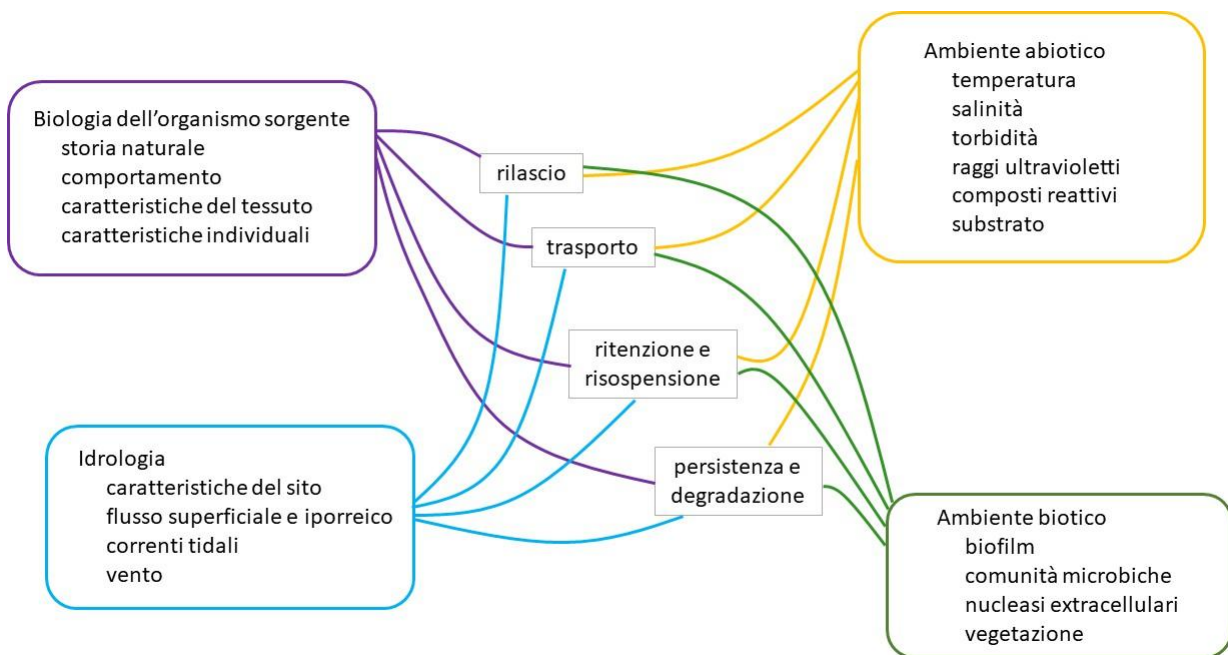 Biologia dell'organismo sorgente
storia naturale
comportamento
caratteristiche del tessuto
caratteristiche individuali
rilascio
trasporto
ritenzione e
risospensione
persistenza e
degradazione
Ambiente abiotico
temperatura
salinità
torbidità
raggi ultravioletti
composti reattivi
substrato
Idrologia
caratteristiche del sito
flusso superficiale e iporreico
correnti tidali
vento
Ambiente biotico
biofilm
comunità microbiche
nucleasi extracellulari
vegetazione